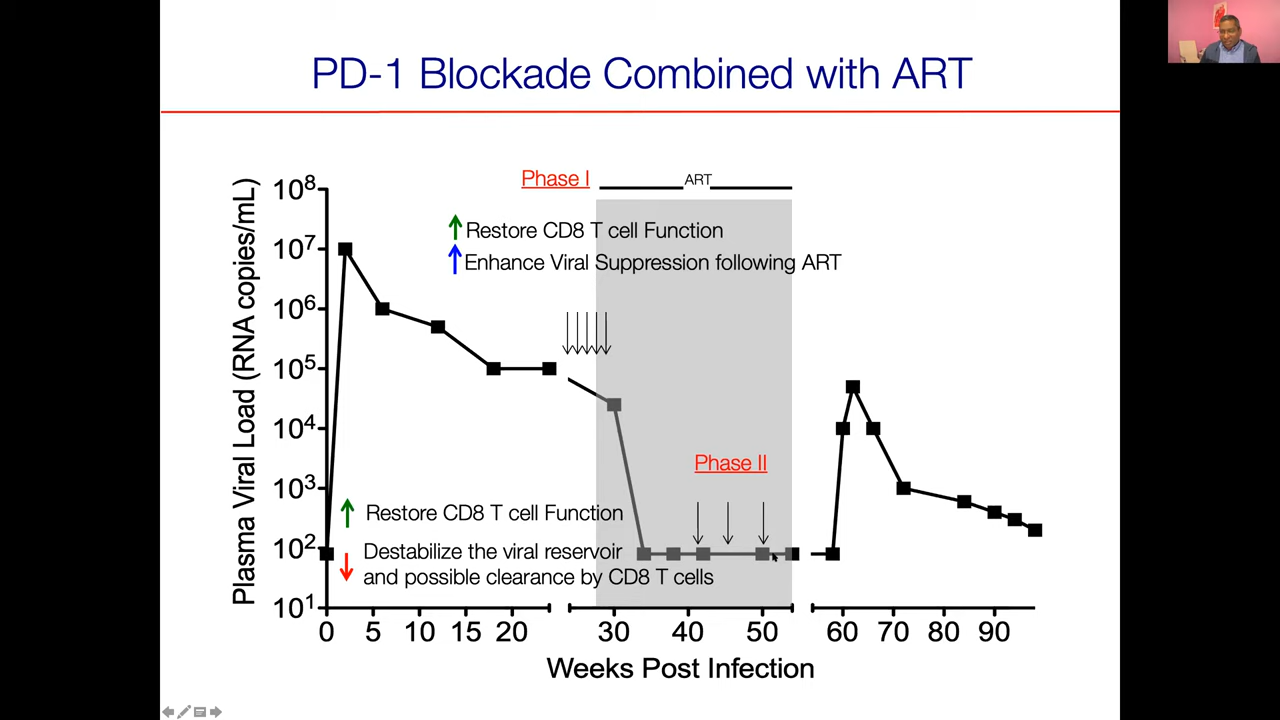 PD-1 Blockade Combined with ART
Phase I
ART
Restore CD8 T cell Function
Enhance Viral Suppression following ART
Plasma Viral Load (RNA copies/mL)
10⁸
10⁷
10⁶
10⁵
10⁴
10³
10²
10¹
Phase II
Restore CD8 T cell Function
Destabilize the viral reservoir
and possible clearance by CD8 T cells
0 5 10 15 20 30 40 50 60 70 80 90
Weeks Post Infection